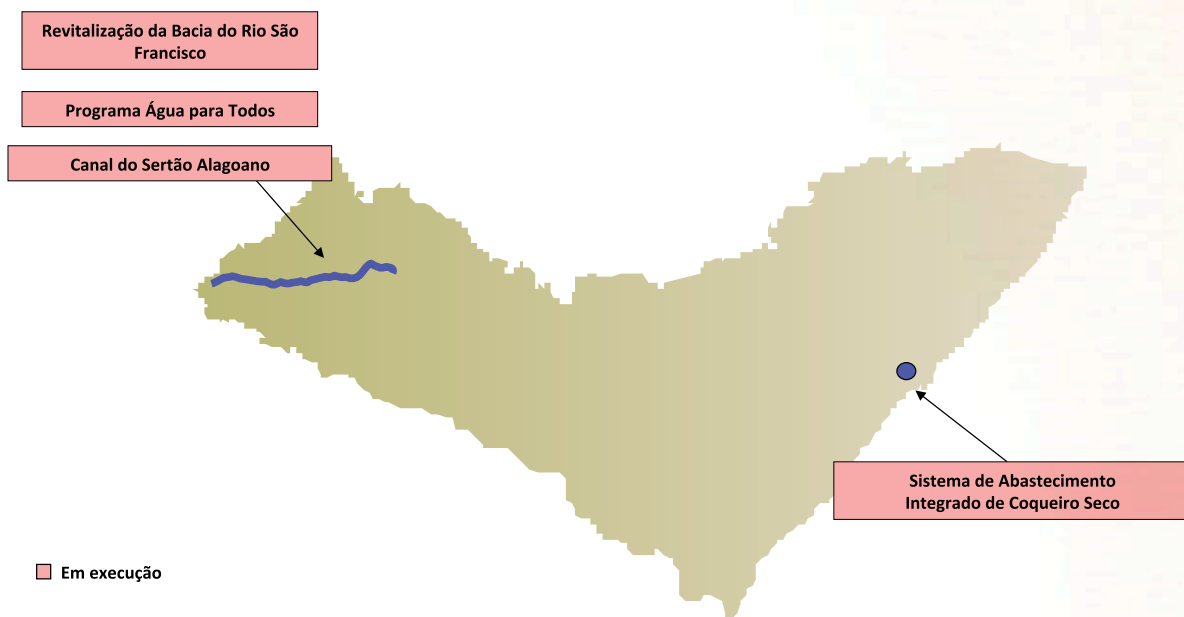 Revitalização da Bacia do Rio São
Francisco
Programa Água para Todos
Canal do Sertão Alagoano
Sistema de Abastecimento
Integrado de Coqueiro Seco
Em execução